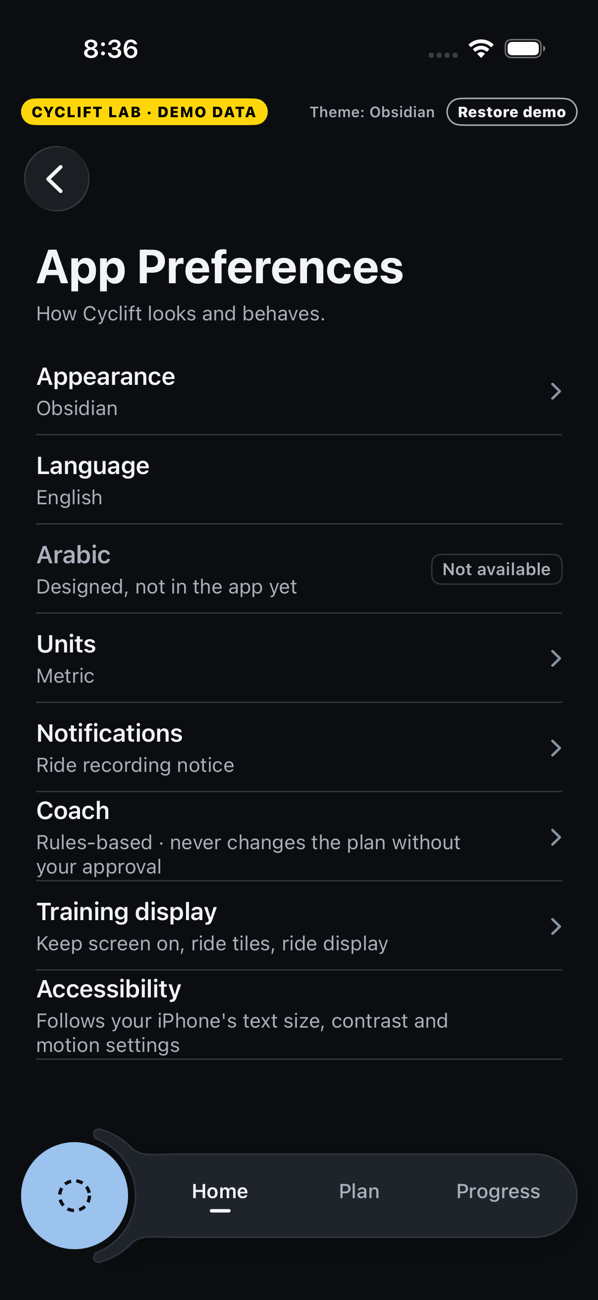 8:36
CYCLIFT LAB · DEMO DATA
Theme: Obsidian
Restore demo
App Preferences
How Cyclift looks and behaves.
Appearance
Obsidian
Language
English
Arabic
Designed, not in the app yet
Not available
Units
Metric
Notifications
Ride recording notice
Coach
Rules-based · never changes the plan without
your approval
Training display
Keep screen on, ride tiles, ride display
Accessibility
Follows your iPhone's text size, contrast and
motion settings
Home
Plan
Progress